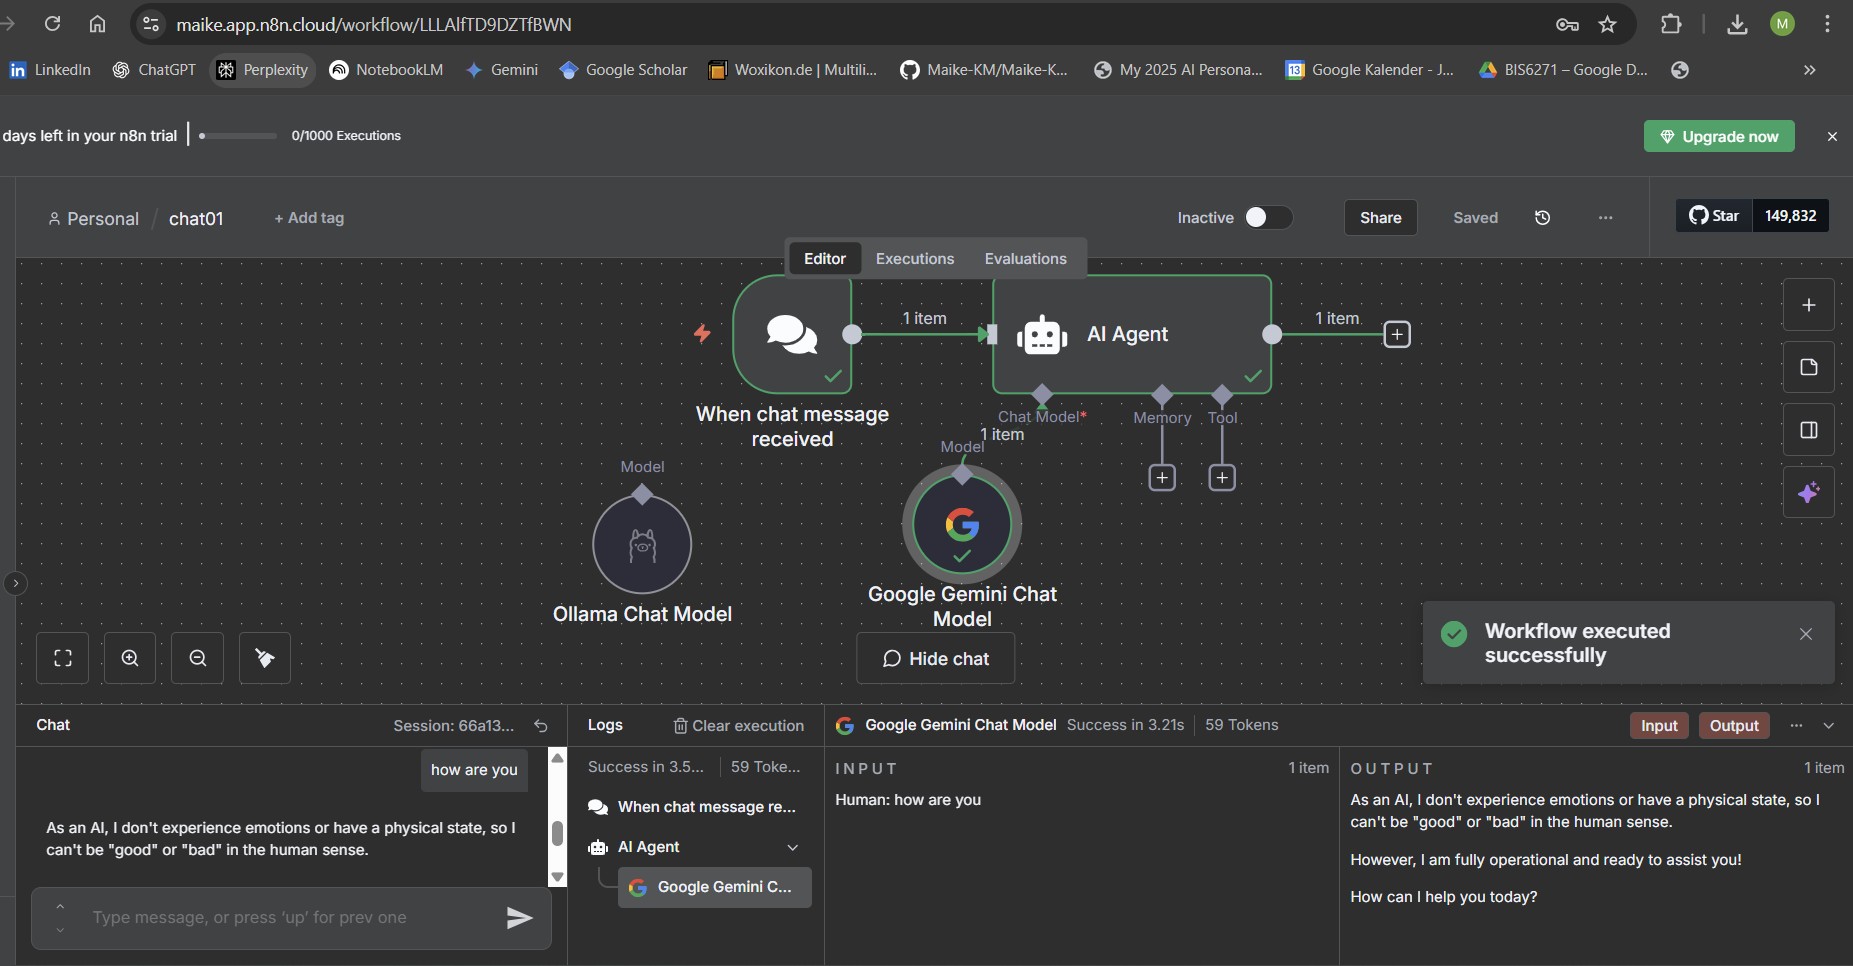 maike.app.n8n.cloud/workflow/LLLAlfTD9DZTfBWN
M
in LinkedIn
ChatGPT
Perplexity
NotebookLM
Gemini
Google Scholar
Woxikon.de | Multili...
Maike-KM/Maike-K...
My 2025 AI Persona...
13 Google Kalender - J...
BIS6271 – Google D...
days left in your n8n trial
0/1000 Executions
Upgrade now
Personal / chat01
+ Add tag
Inactive
Share
Saved
Star 149,832
Editor
Executions
Evaluations
1 item
AI Agent
1 item
When chat message
received
Chat Model*
Memory
Tool
1 item
Model
Model
Ollama Chat Model
Google Gemini Chat
Model
Hide chat
Workflow executed
successfully
Chat
Session: 66a13...
how are you
As an AI, I don't experience emotions or have a physical state, so I
can't be "good" or "bad" in the human sense.
Type message, or press ‘up’ for prev one
Logs
Clear execution
Success in 3.5...
59 Toke...
When chat message re...
AI Agent
Google Gemini C...
Google Gemini Chat Model
Success in 3.21s
59 Tokens
Input
Output
INPUT
1 item
Human: how are you
OUTPUT
1 item
As an AI, I don't experience emotions or have a physical state, so I
can't be "good" or "bad" in the human sense.
However, I am fully operational and ready to assist you!
How can I help you today?